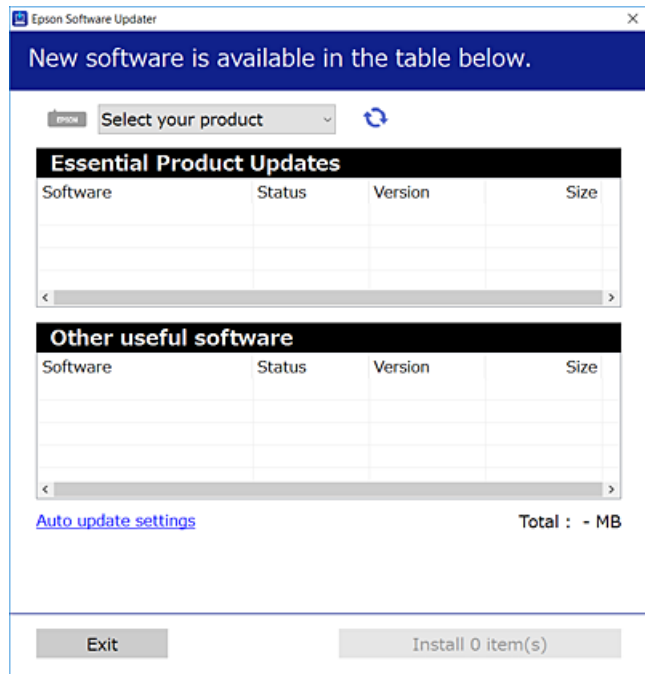 Epson Software Updater
New software is available in the table below.
EPSON Select your product
Essential Product Updates
Software Status Version Size
Other useful software
Software Status Version Size
Auto update settings Total : - MB
Exit Install 0 item(s)